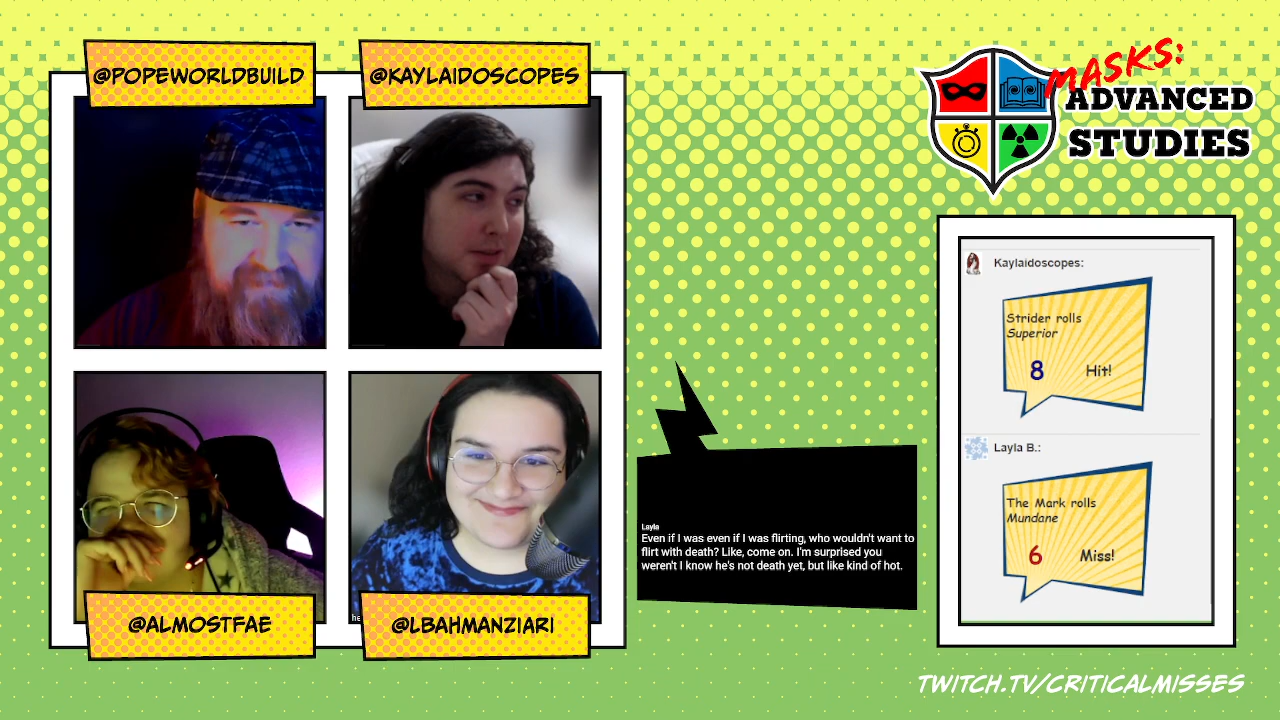 @POPEWORLDBUILD
@KAYLAIDOSCOPES
MASKS:
ADVANCED
STUDIES
Kaylaidoscopes:
Strider rolls
Superior
8 Hit!
Layla B.:
The Mark rolls
Mundane
6 Miss!
Layla
Even if I was even if I was flirting, who wouldn't want to
flirt with death? Like, come on. I'm surprised you
weren't I know he's not death yet, but like kind of hot.
he
@ALMOSTFAE
@LBAHMANZIARI
TWITCH.TV/CRITICALMISSES